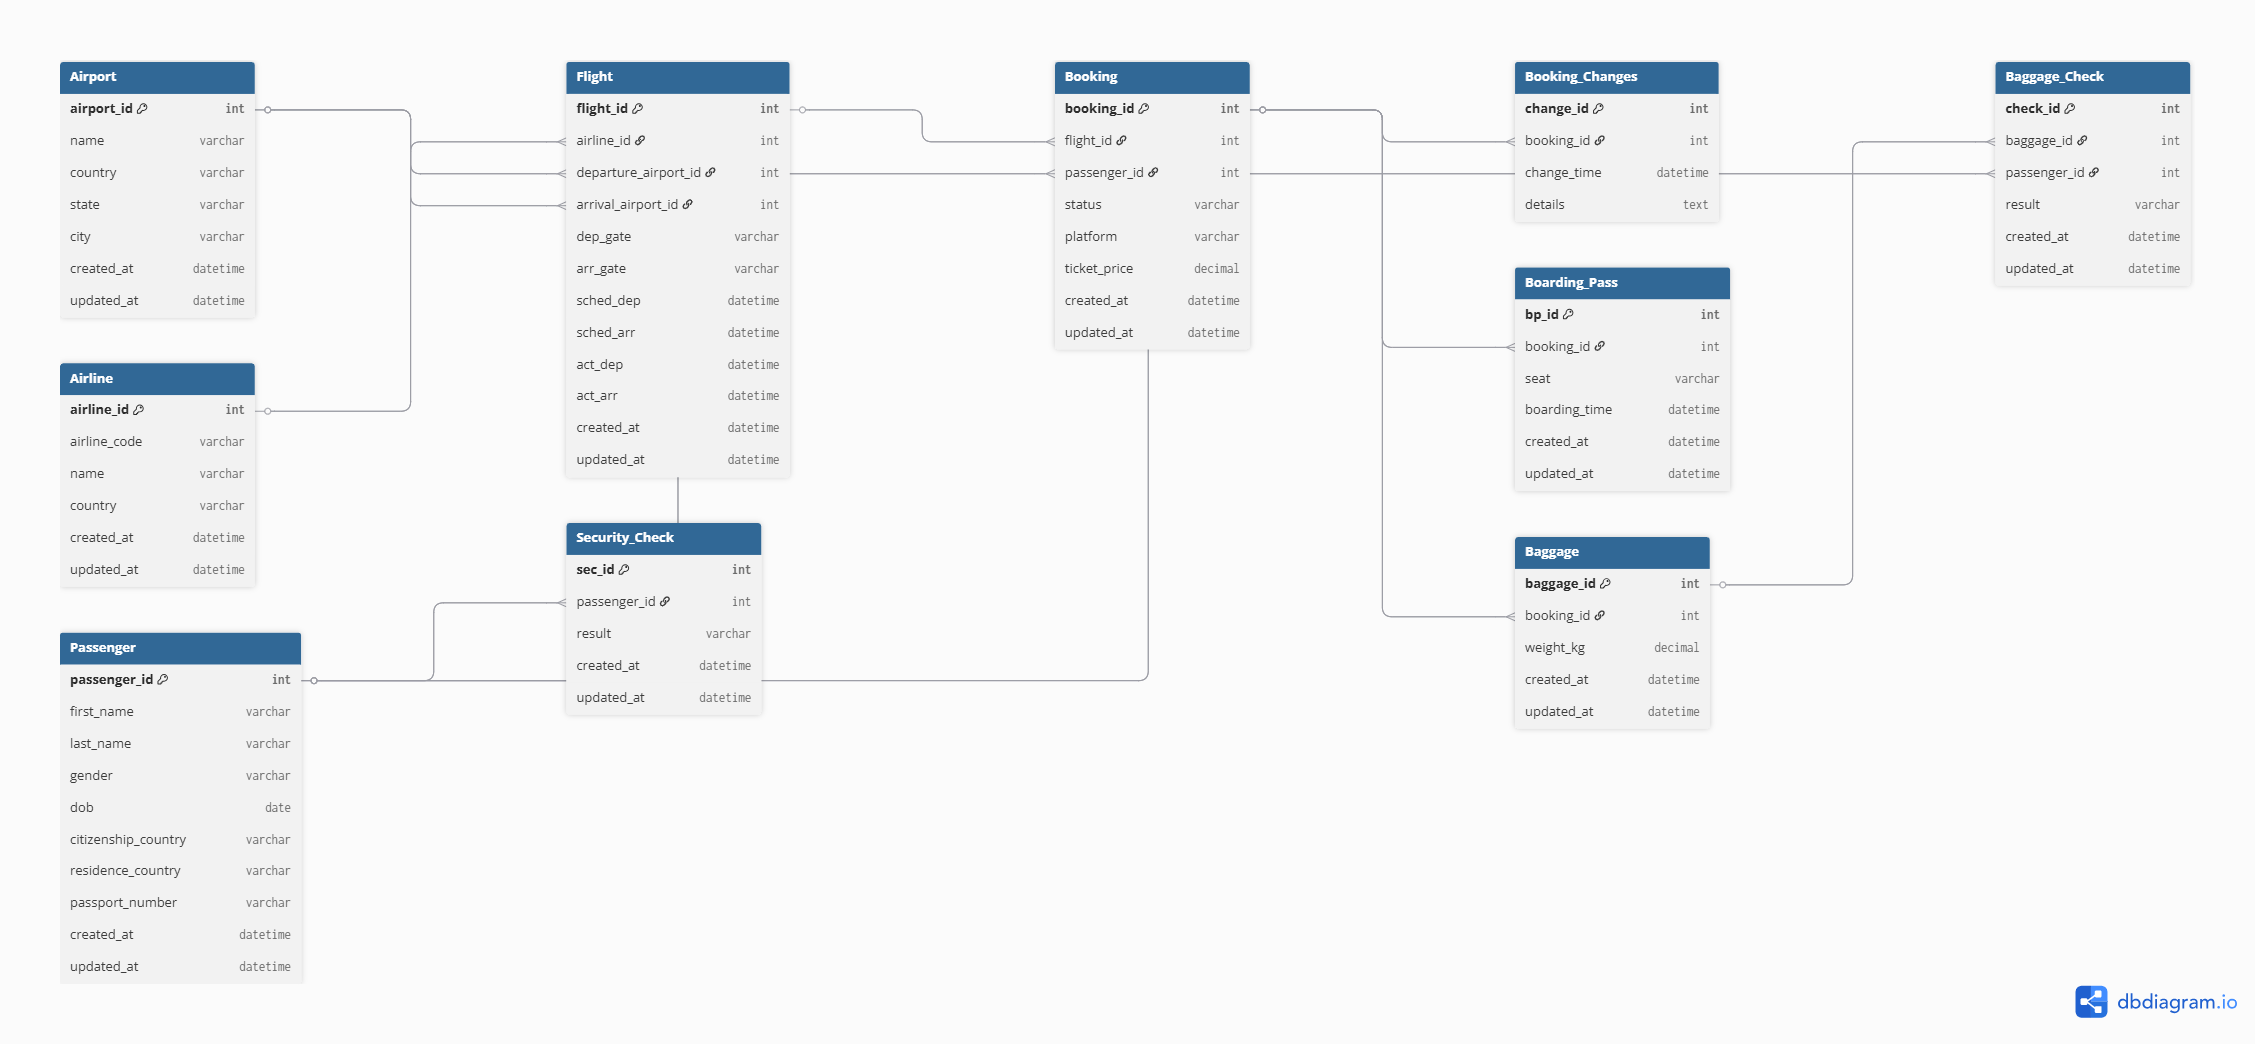 Airport
airport_id int
name varchar
country varchar
state varchar
city varchar
created_at datetime
updated_at datetime
Airline
airline_id int
airline_code varchar
name varchar
country varchar
created_at datetime
updated_at datetime
Passenger
passenger_id int
first_name varchar
last_name varchar
gender varchar
dob date
citizenship_country varchar
residence_country varchar
passport_number varchar
created_at datetime
updated_at datetime
Flight
flight_id int
airline_id int
departure_airport_id int
arrival_airport_id int
dep_gate varchar
arr_gate varchar
sched_dep datetime
sched_arr datetime
act_dep datetime
act_arr datetime
created_at datetime
updated_at datetime
Security_Check
sec_id int
passenger_id int
result varchar
created_at datetime
updated_at datetime
Booking
booking_id int
flight_id int
passenger_id int
status varchar
platform varchar
ticket_price decimal
created_at datetime
updated_at datetime
Booking_Changes
change_id int
booking_id int
change_time datetime
details text
Boarding_Pass
bp_id int
booking_id int
seat varchar
boarding_time datetime
created_at datetime
updated_at datetime
Baggage
baggage_id int
booking_id int
weight_kg decimal
created_at datetime
updated_at datetime
Baggage_Check
check_id int
baggage_id int
passenger_id int
result varchar
created_at datetime
updated_at datetime
dbdiagram.io